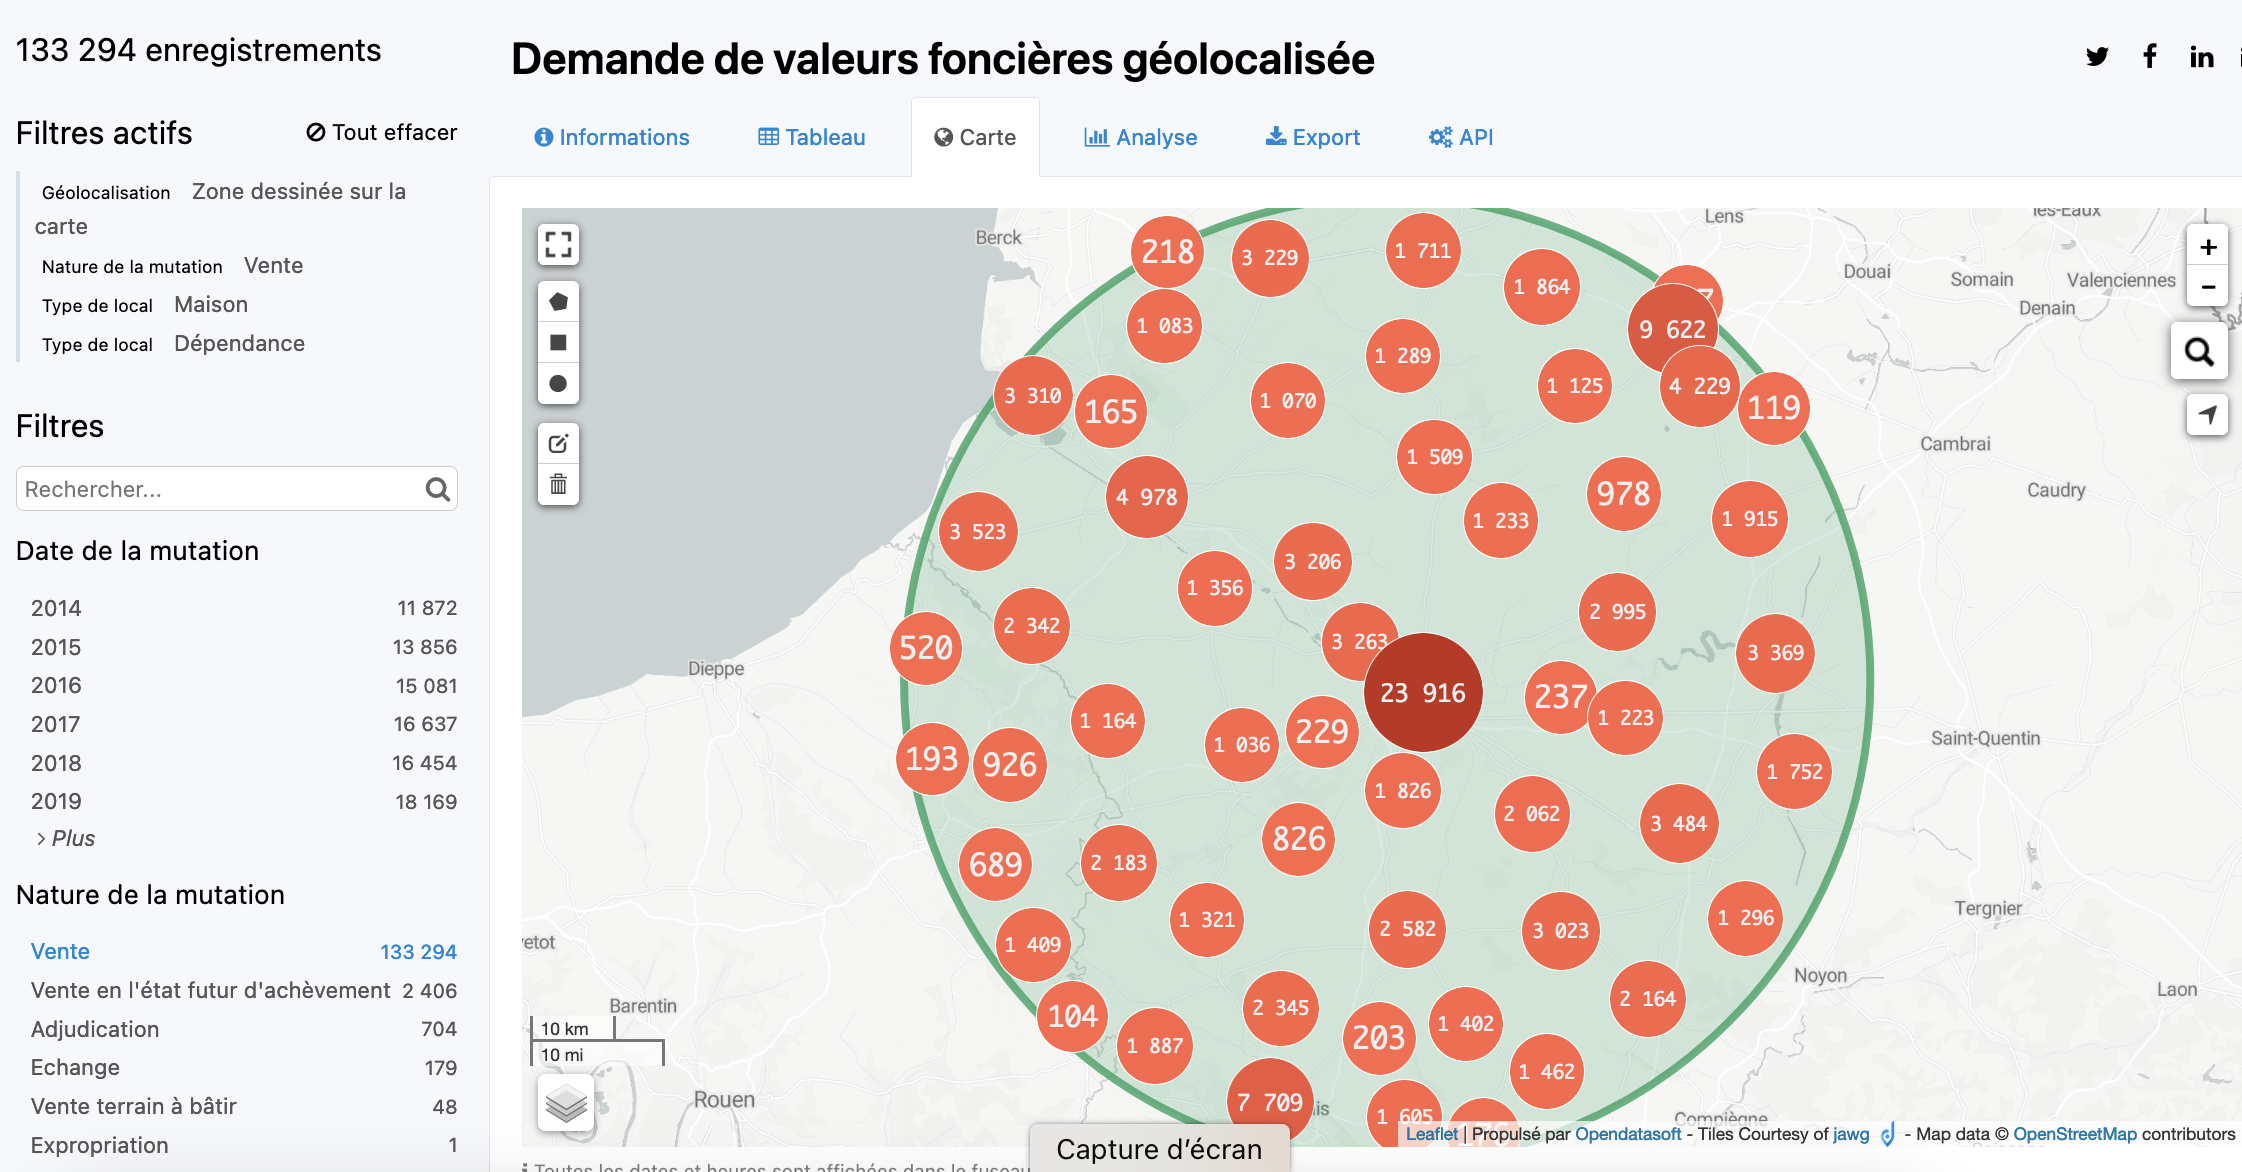 133 294 enregistrements
Demande de valeurs foncières géolocalisée
Filtres actifs
Tout effacer
Informations
Tableau
Carte
Analyse
Export
API
Géolocalisation Zone dessinée sur la
carte
Nature de la mutation Vente
Type de local Maison
Type de local Dépendance
Filtres
Rechercher...
Date de la mutation
2014 11 872
2015 13 856
2016 15 081
2017 16 637
2018 16 454
2019 18 169
> Plus
Nature de la mutation
Vente 133 294
Vente en l'état futur d'achèvement 2 406
Adjudication 704
Echange 179
Vente terrain à bâtir 48
Expropriation 1
Berck
Lens
les-Eaux
Douai
Somain
Valenciennes
Denain
Cambrai
Caudry
Dieppe
Saint-Quentin
Tergnier
Noyon
Laon
Barentin
Rouen
Compiègne
etot
is
218
3 229
1 711
1 864
7
9 622
1 083
1 289
1 125
4 229
119
3 310
165
1 070
1 509
978
4 978
1 233
1 915
3 523
3 206
1 356
2 995
2 342
520
3 263
3 369
23 916
237
1 223
1 164
1 036
229
193
926
1 752
1 826
2 062
3 484
826
689
2 183
1 321
2 582
3 023
1 296
1 409
2 345
2 164
104
203
1 402
1 887
1 462
7 709
1 605
176
10 km
10 mi
+
−
Leaflet | Propulsé par Opendatasoft - Tiles Courtesy of jawg - Map data © OpenStreetMap contributors
Capture d’écran
Toutes les dates et heures sont affichées dans le fuseau